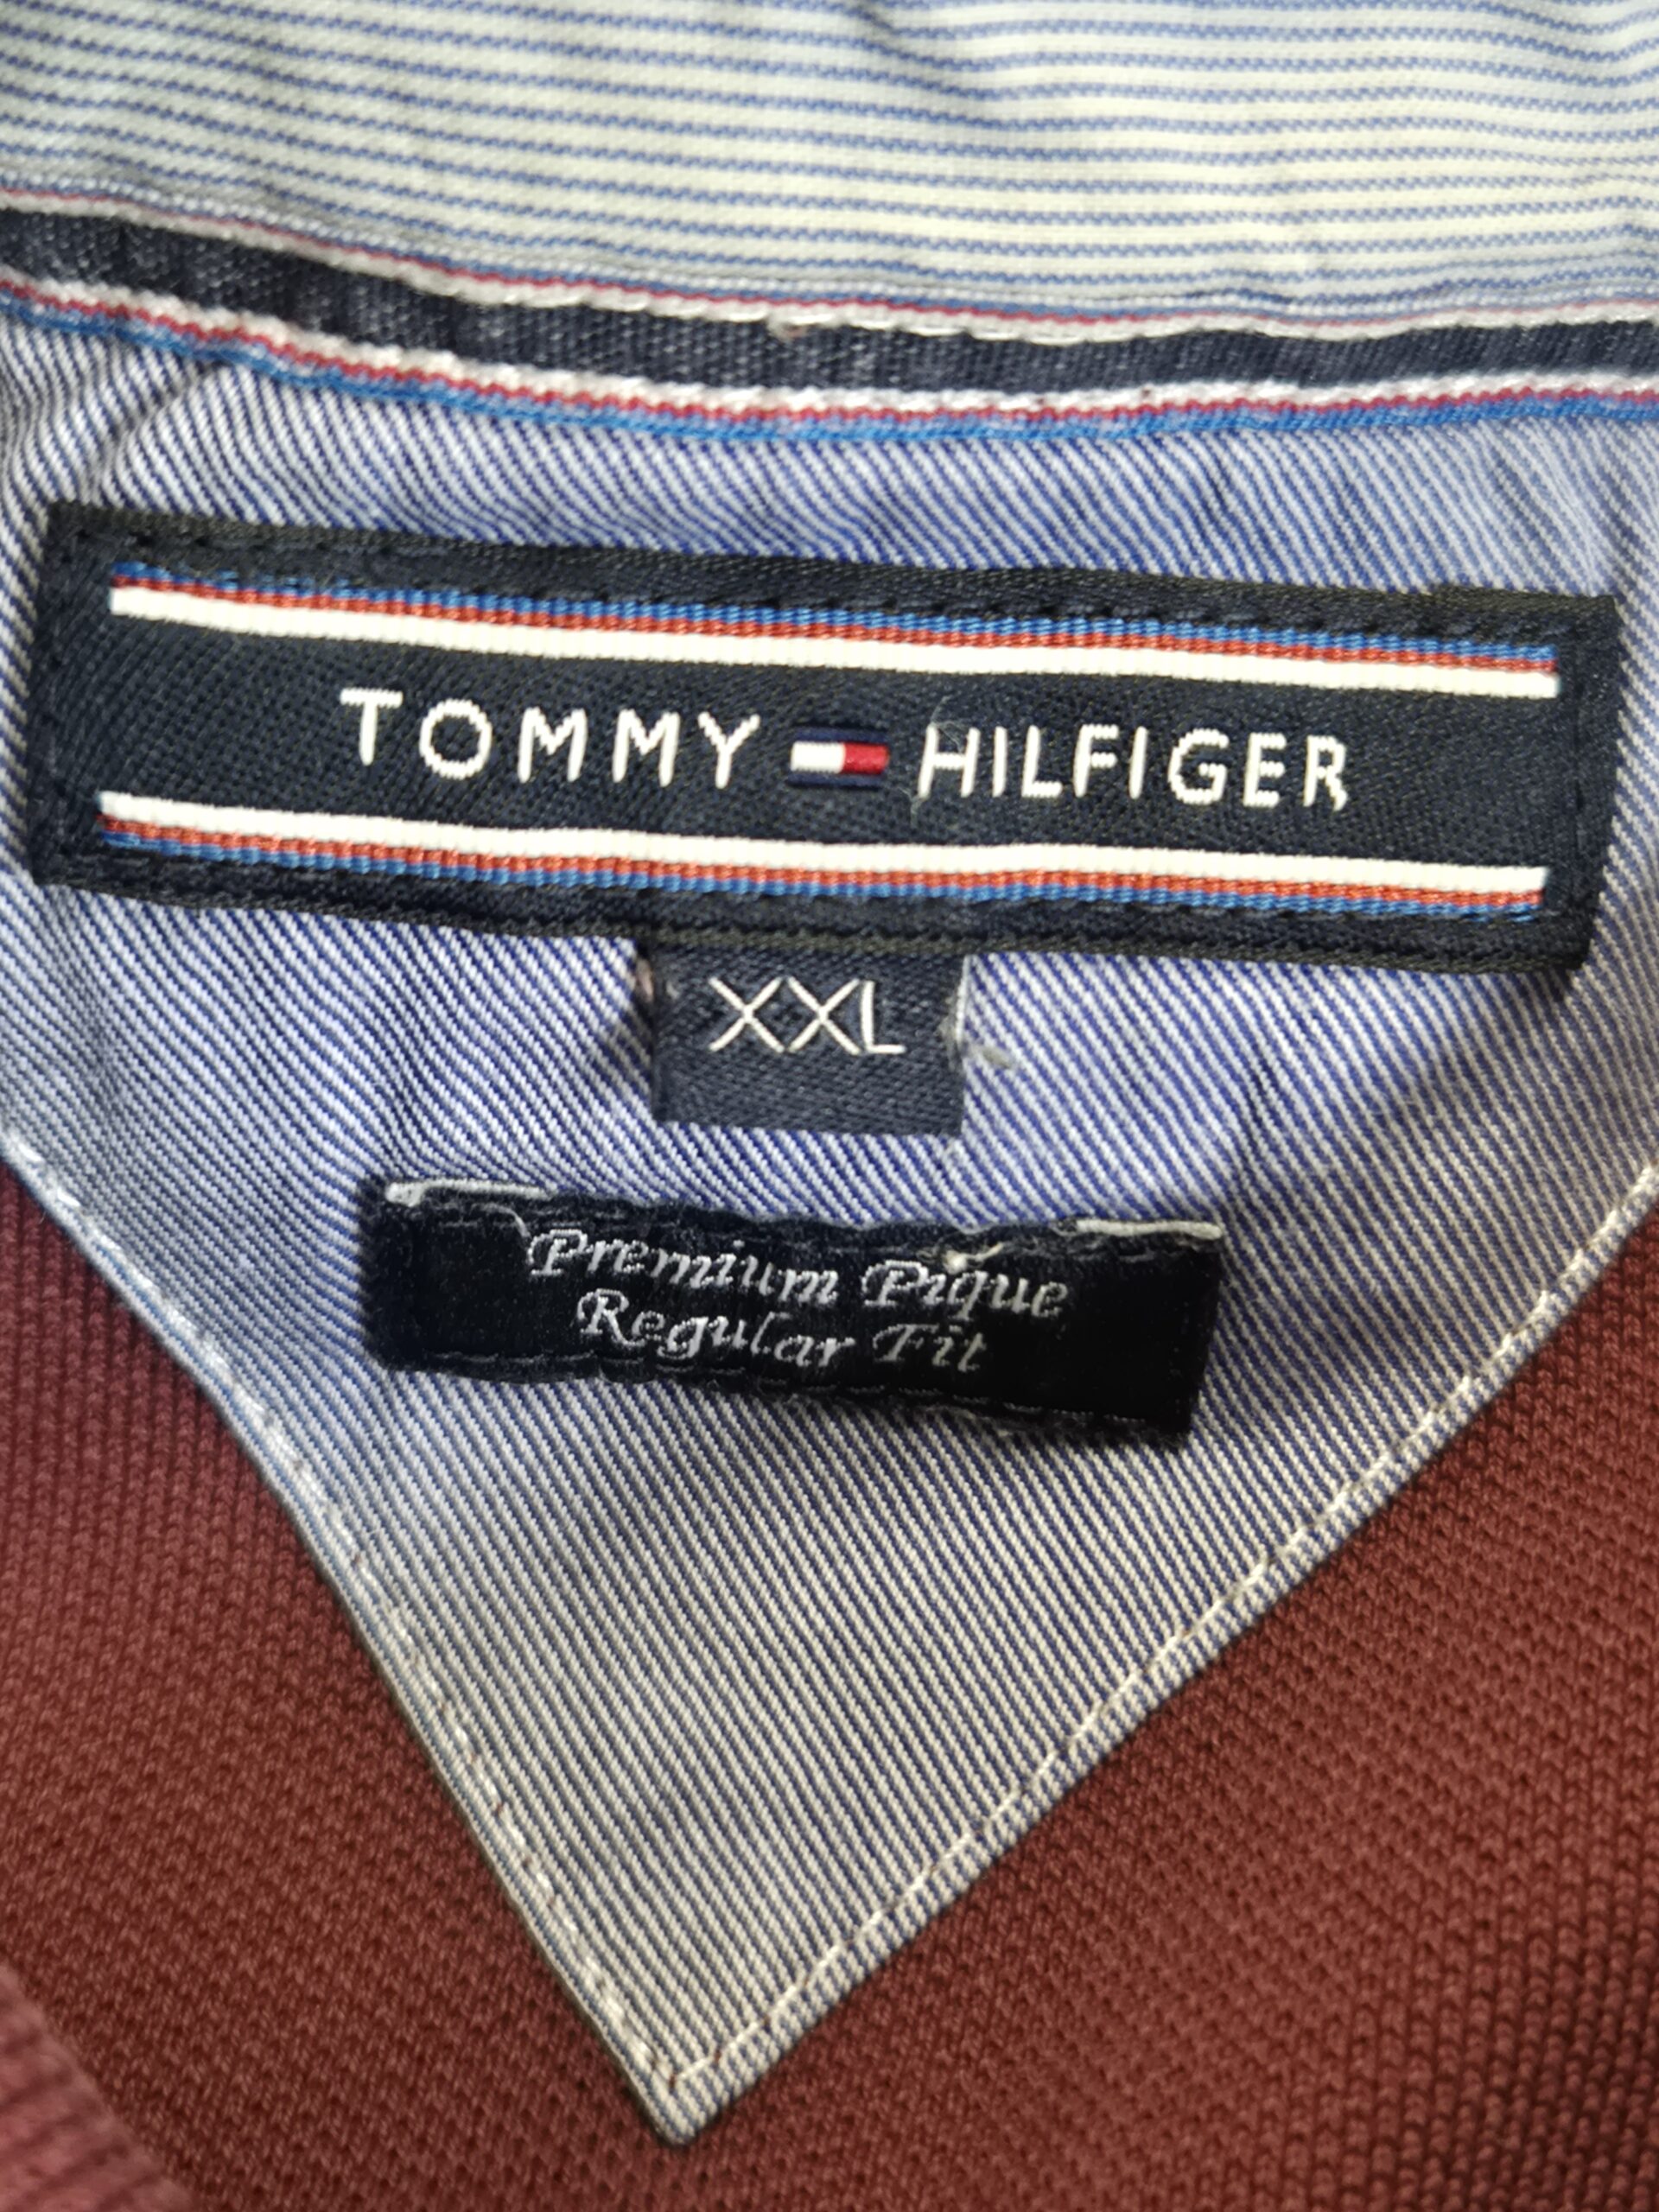 TOMMY HILFIGER
XXL
Premium Pique
Regular Fit